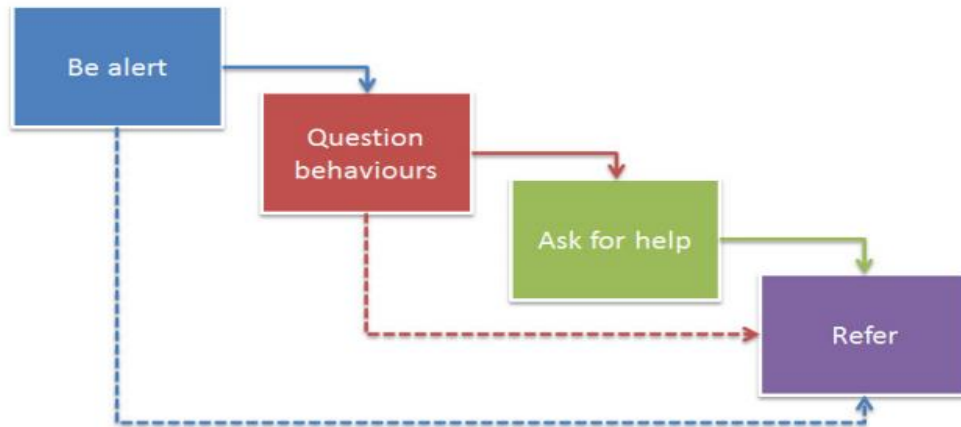 Be alert
Question
behaviours
Ask for help
Refer